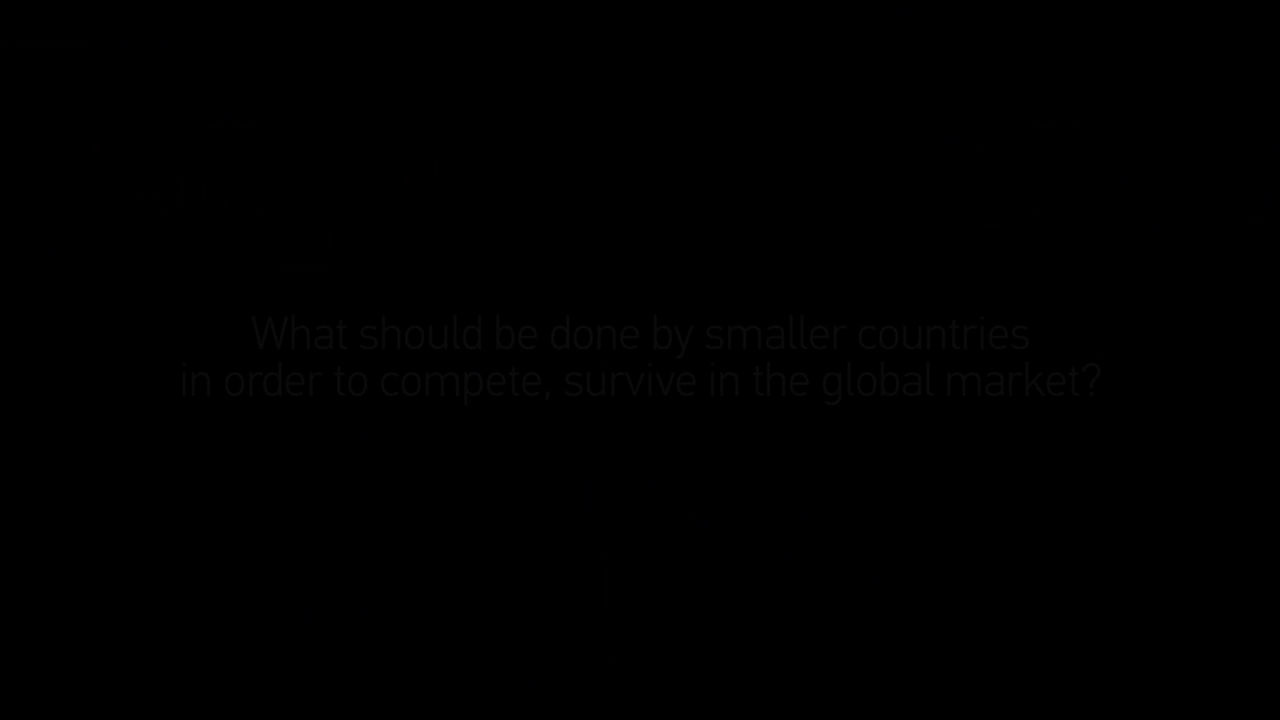 What should be done by smaller countries
in order to compete, survive in the global market?